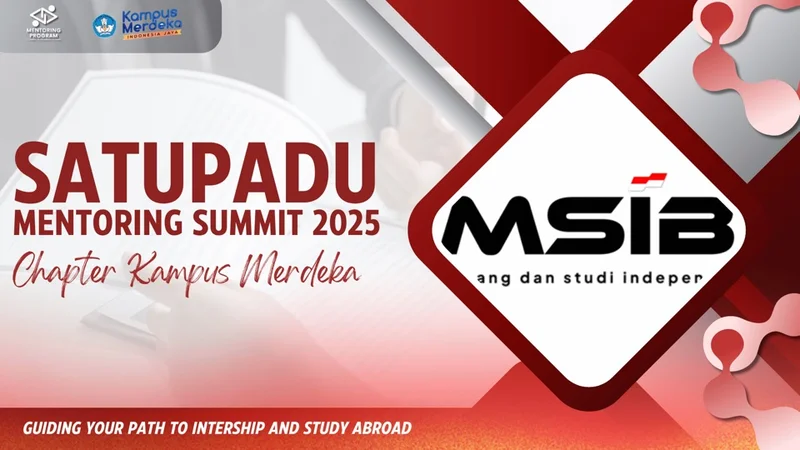 MENTORING
PROGRAM
Kampus
Merdeka
INDONESIA JAYA
SATUPADU
MENTORING SUMMIT 2025
Chapter Kampus Merdeka
MSIB
ang dan studi indeper
GUIDING YOUR PATH TO INTERSHIP AND STUDY ABROAD